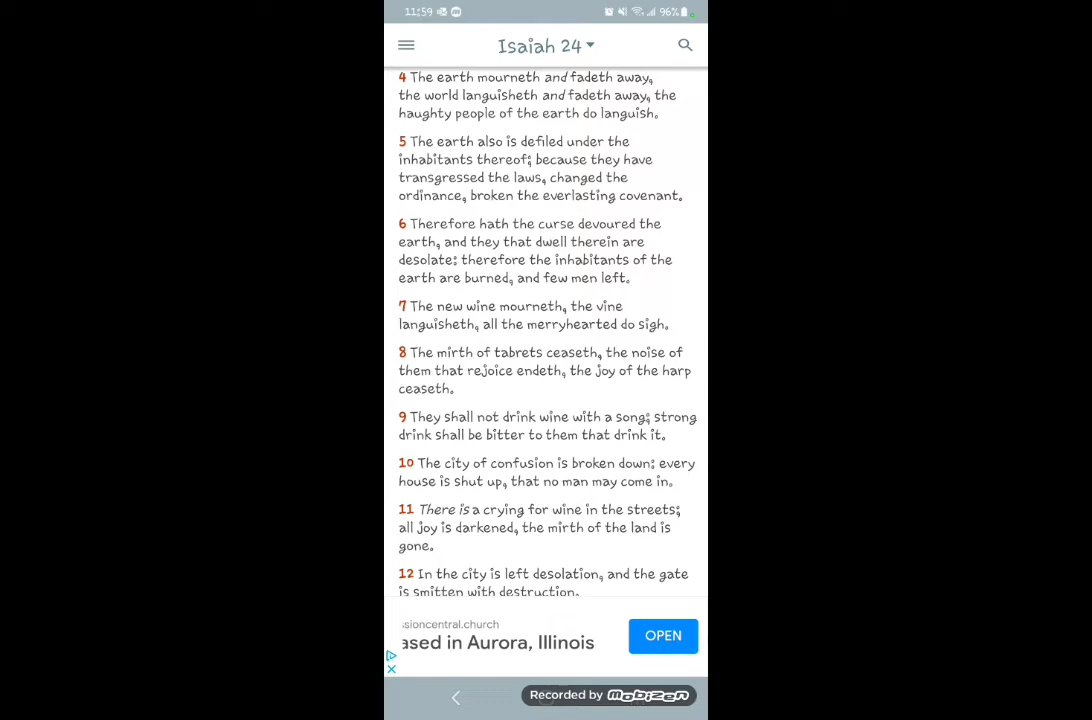 11:59
96%
Isaiah 24
4 The earth mourneth and fadeth away,
the world languisheth and fadeth away, the
haughty people of the earth do languish.
5 The earth also is defiled under the
inhabitants thereof; because they have
transgressed the laws, changed the
ordinance, broken the everlasting covenant.
6 Therefore hath the curse devoured the
earth, and they that dwell therein are
desolate: therefore the inhabitants of the
earth are burned, and few men left.
7 The new wine mourneth, the vine
languisheth, all the merryhearted do sigh.
8 The mirth of tabrets ceaseth, the noise of
them that rejoice endeth, the joy of the harp
ceaseth.
9 They shall not drink wine with a song; strong
drink shall be bitter to them that drink it.
10 The city of confusion is broken down: every
house is shut up, that no man may come in.
11 There is a crying for wine in the streets;
all joy is darkened, the mirth of the land is
gone.
12 In the city is left desolation, and the gate
is smitten with destruction.
ssioncentral.church
ased in Aurora, Illinois
OPEN
Recorded by mobizen